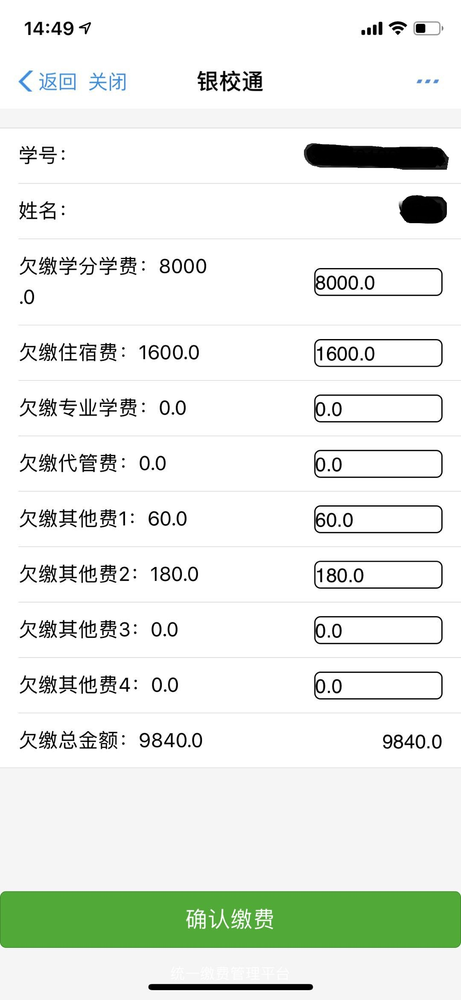 14:49
返回 关闭 银校通
学号：
姓名：
欠缴学分学费：8000
.0
8000.0
欠缴住宿费：1600.0 1600.0
欠缴专业学费：0.0 0.0
欠缴代管费：0.0 0.0
欠缴其他费1：60.0 60.0
欠缴其他费2：180.0 180.0
欠缴其他费3：0.0 0.0
欠缴其他费4：0.0 0.0
欠缴总金额：9840.0 9840.0
确认缴费
统一缴费管理平台